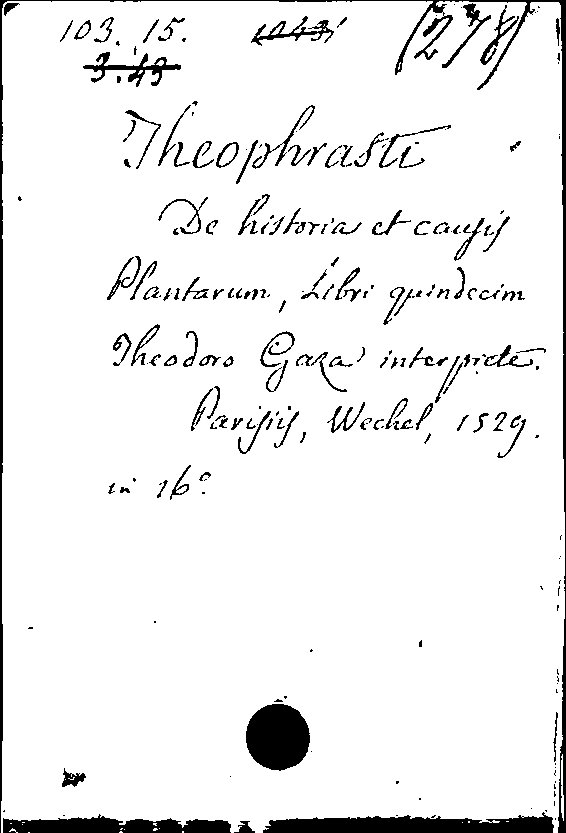 103. 15. 1043 (278)
3.43
Theophrasti
De historia et causis
Plantarum, Libri quindecim
Theodoro Gaza interprete.
Parisiis, Wechel, 1529.
in 16°